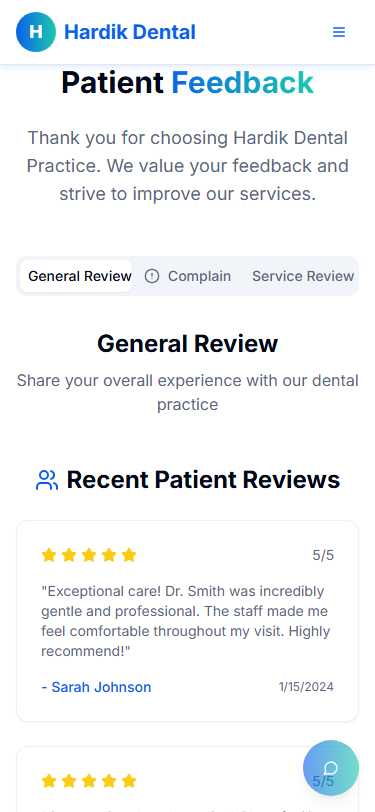 H Hardik Dental
Patient Feedback
Thank you for choosing Hardik Dental
Practice. We value your feedback and
strive to improve our services.
General Review Complain Service Review
General Review
Share your overall experience with our dental
practice
Recent Patient Reviews
5/5
"Exceptional care! Dr. Smith was incredibly
gentle and professional. The staff made me
feel comfortable throughout my visit. Highly
recommend!"
- Sarah Johnson 1/15/2024
5/5